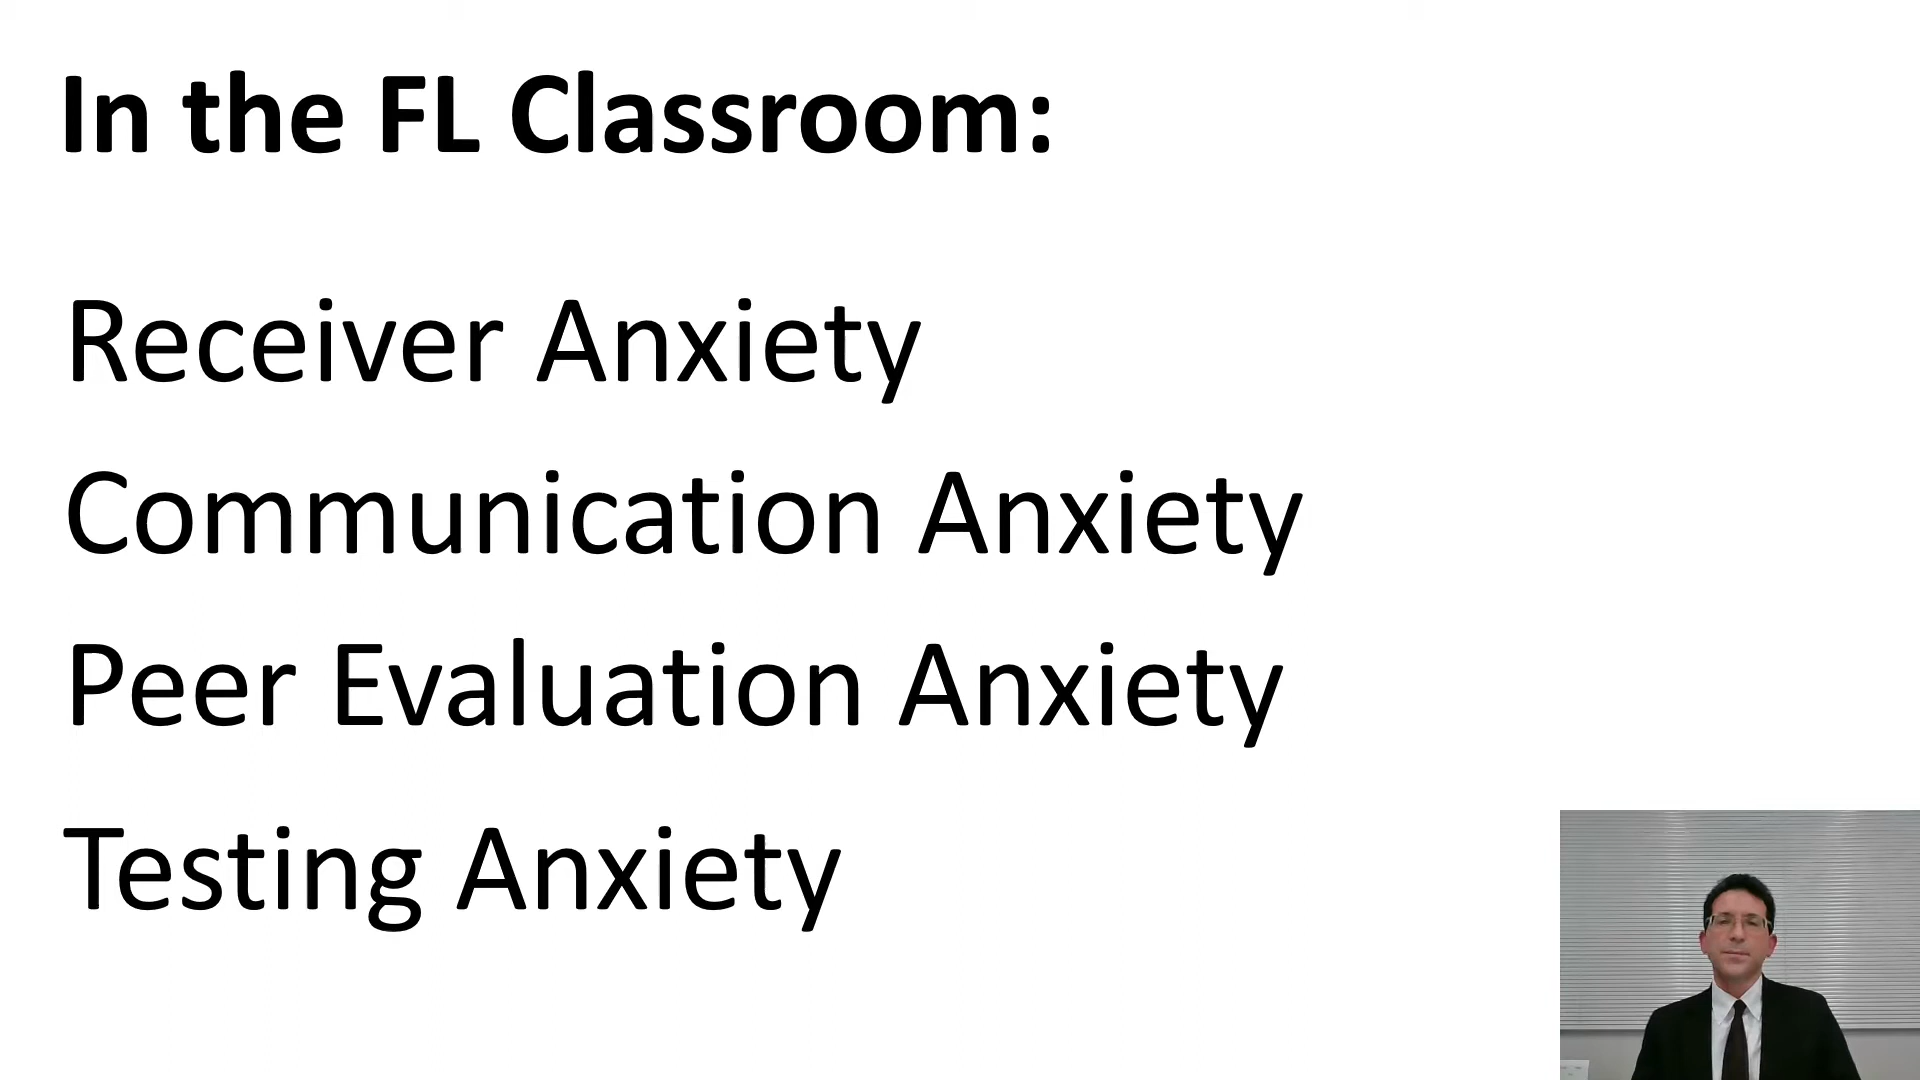 In the FL Classroom:
Receiver Anxiety
Communication Anxiety
Peer Evaluation Anxiety
Testing Anxiety